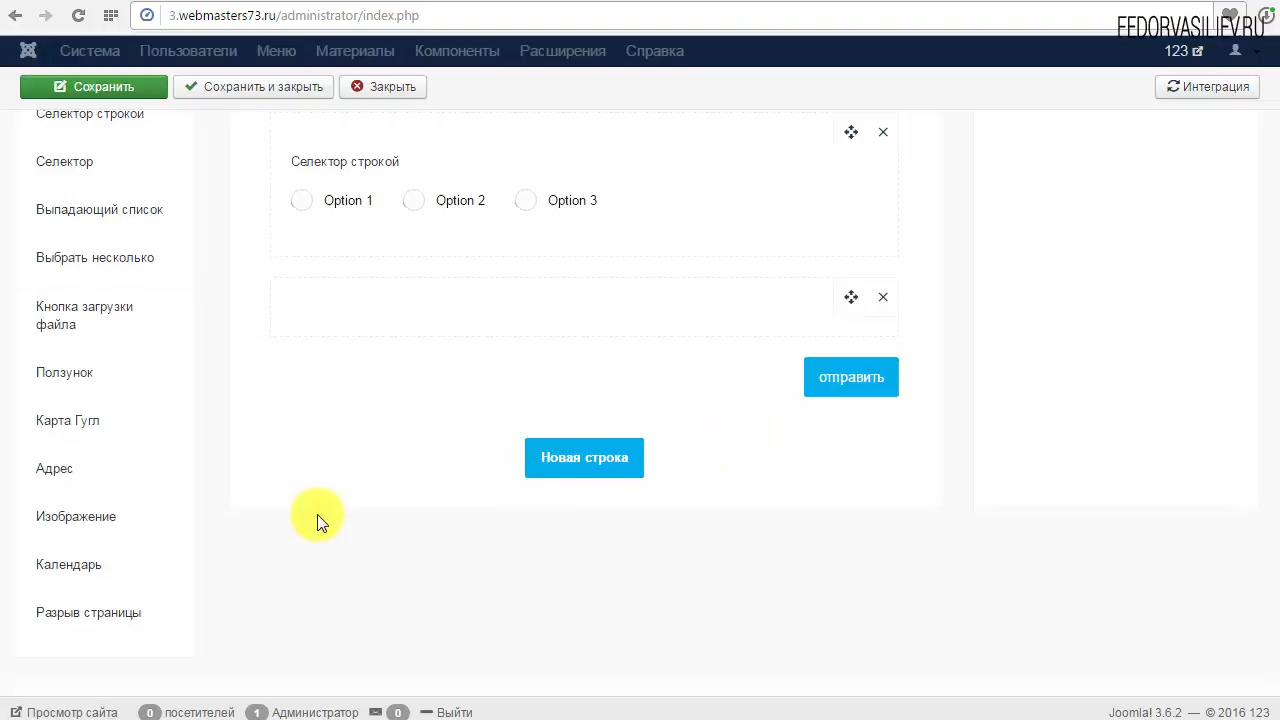 3.webmasters73.ru/administrator/index.php
FEDORVASILIEV.RU
Система Пользователи Меню Материалы Компоненты Расширения Справка 123
Сохранить Сохранить и закрыть Закрыть Интеграция
Селектор строкой
Селектор
Выпадающий список
Выбрать несколько
Кнопка загрузки
файла
Ползунок
Карта Гугл
Адрес
Изображение
Календарь
Разрыв страницы
Селектор строкой
Option 1 Option 2 Option 3
отправить
Новая строка
Просмотр сайта 0 посетителей 1 Администратор 0 Выйти
Joomla! 3.6.2 — © 2016 123